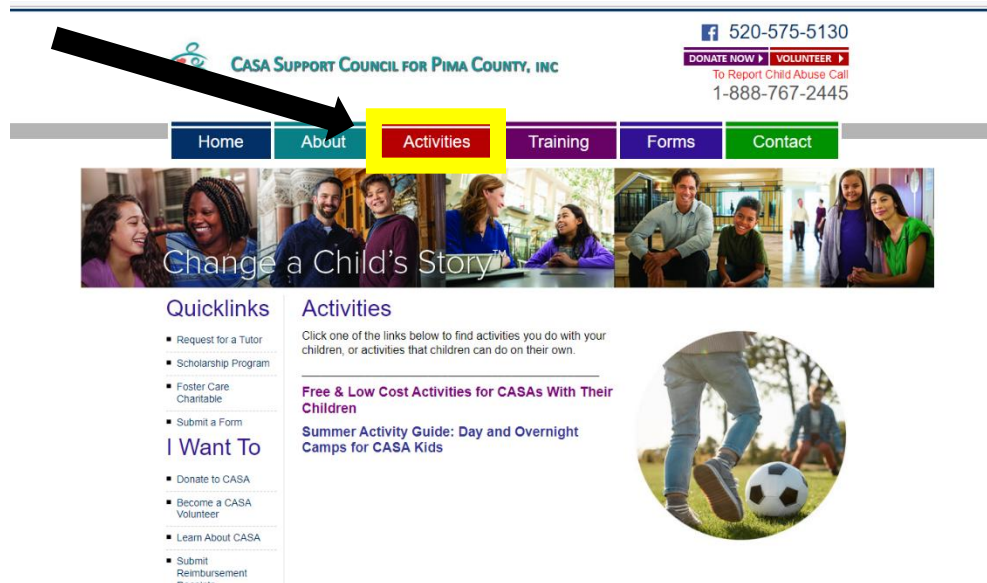 520-575-5130
CASA SUPPORT COUNCIL FOR PIMA COUNTY, INC
DONATE NOW VOLUNTEER
To Report Child Abuse Call
1-888-767-2445
Home About Activities Training Forms Contact
Change a Child's Story™
Quicklinks
Request for a Tutor
Scholarship Program
Foster Care
Charitable
Submit a Form
I Want To
Donate to CASA
Become a CASA
Volunteer
Learn About CASA
Submit
Reimbursement
Activities
Click one of the links below to find activities you do with your
children, or activities that children can do on their own.
Free & Low Cost Activities for CASAs With Their
Children
Summer Activity Guide: Day and Overnight
Camps for CASA Kids